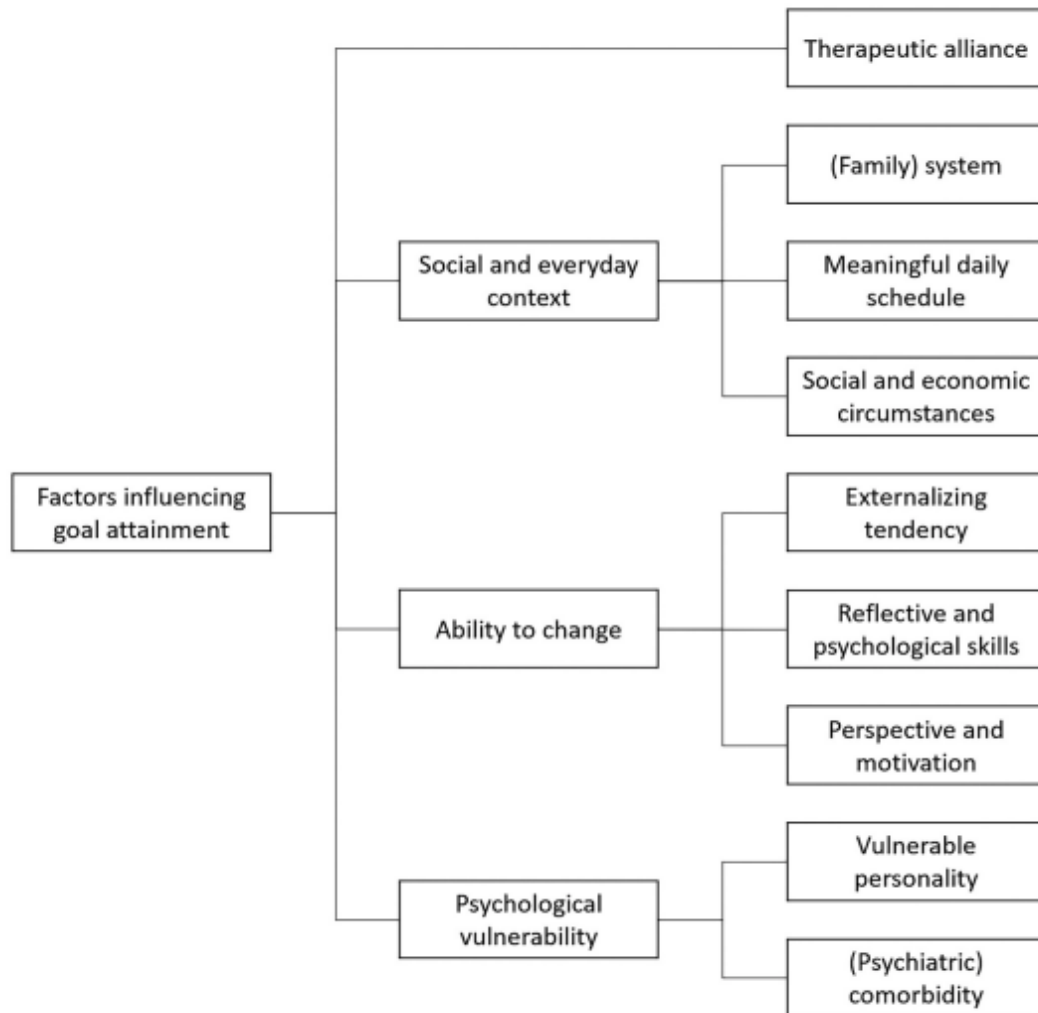 Therapeutic alliance
(Family) system
Social and everyday
context
Meaningful daily
schedule
Social and economic
circumstances
Factors influencing
goal attainment
Externalizing
tendency
Ability to change
Reflective and
psychological skills
Perspective and
motivation
Vulnerable
personality
Psychological
vulnerability
(Psychiatric)
comorbidity